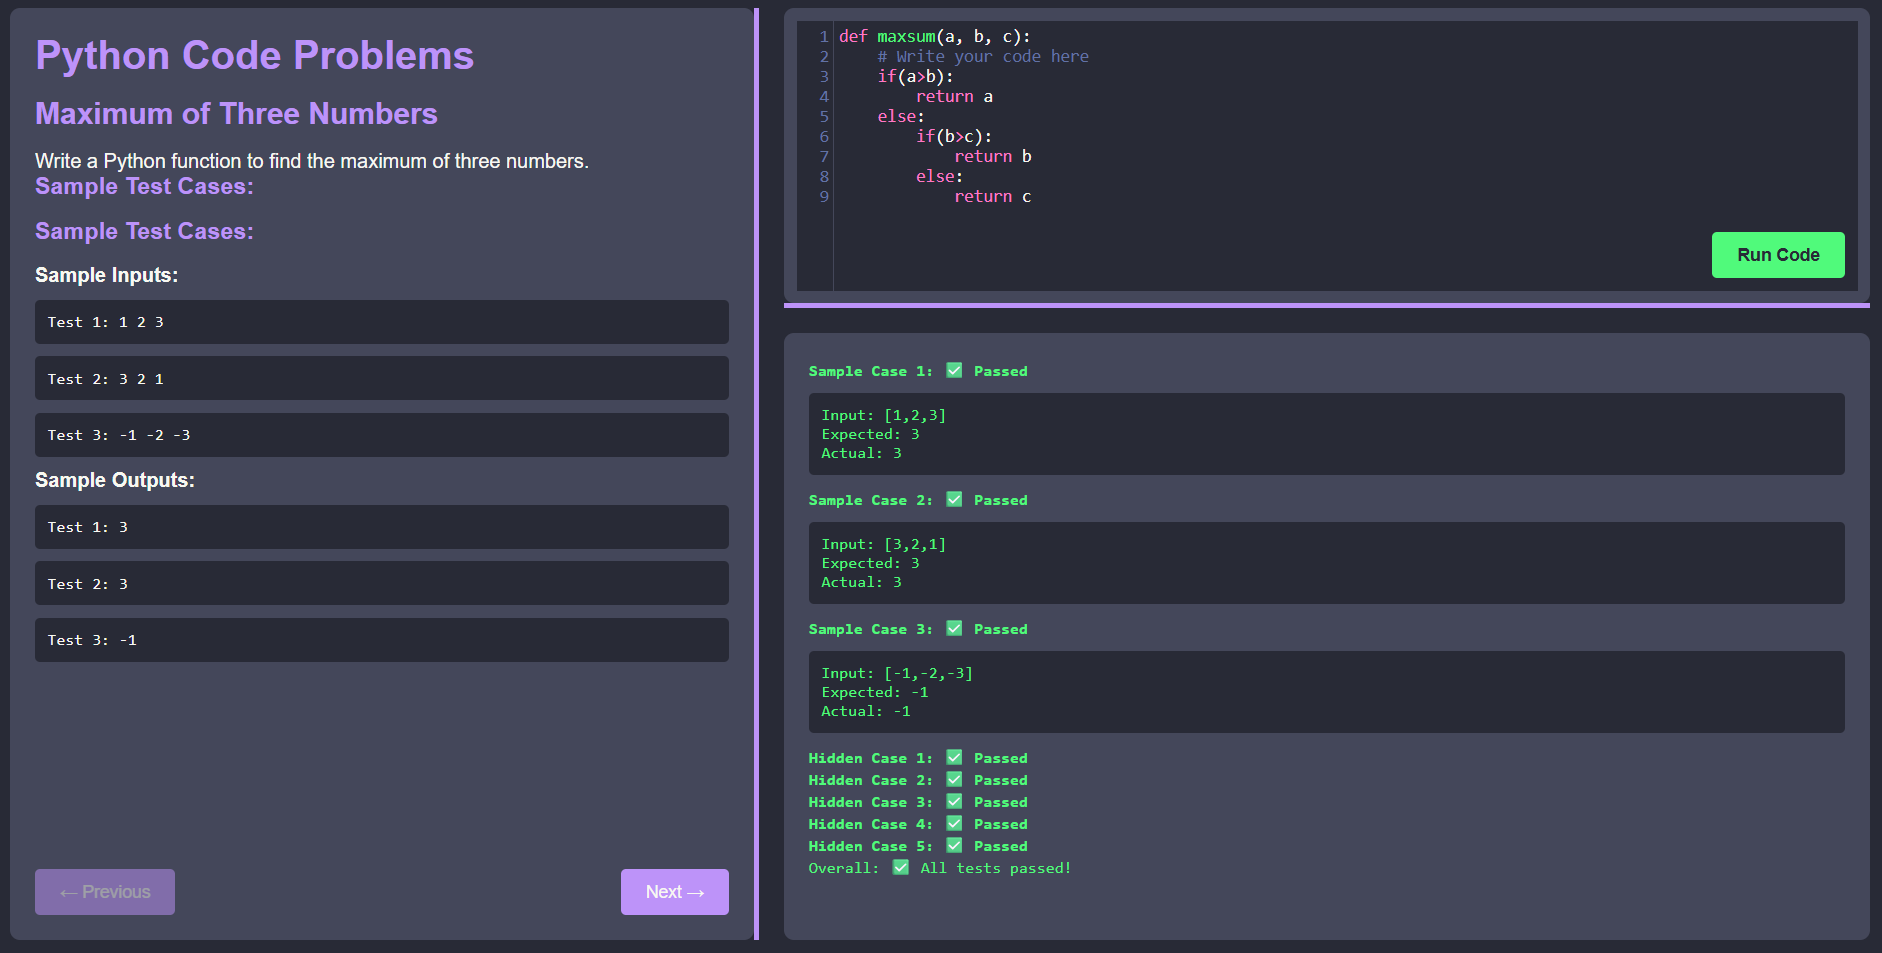 Python Code Problems
Maximum of Three Numbers
Write a Python function to find the maximum of three numbers.
Sample Test Cases:
Sample Test Cases:
Sample Inputs:
Test 1: 1 2 3
Test 2: 3 2 1
Test 3: -1 -2 -3
Sample Outputs:
Test 1: 3
Test 2: 3
Test 3: -1
← Previous
Next →
1 def maxsum(a, b, c):
2     # Write your code here
3     if(a>b):
4         return a
5     else:
6         if(b>c):
7             return b
8         else:
9             return c
Run Code
Sample Case 1: ✅ Passed
Input: [1,2,3]
Expected: 3
Actual: 3
Sample Case 2: ✅ Passed
Input: [3,2,1]
Expected: 3
Actual: 3
Sample Case 3: ✅ Passed
Input: [-1,-2,-3]
Expected: -1
Actual: -1
Hidden Case 1: ✅ Passed
Hidden Case 2: ✅ Passed
Hidden Case 3: ✅ Passed
Hidden Case 4: ✅ Passed
Hidden Case 5: ✅ Passed
Overall: ✅ All tests passed!